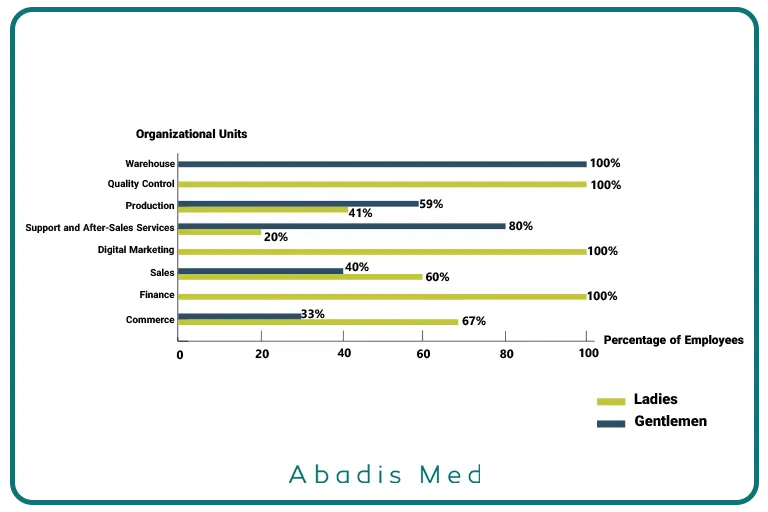 Organizational Units
Warehouse 100%
Quality Control 100%
Production 59%
41%
Support and After-Sales Services 80%
20%
Digital Marketing 100%
Sales 40%
60%
Finance 100%
Commerce 33%
67%
Percentage of Employees
0 20 40 60 80 100
Ladies
Gentlemen
Abadis Med